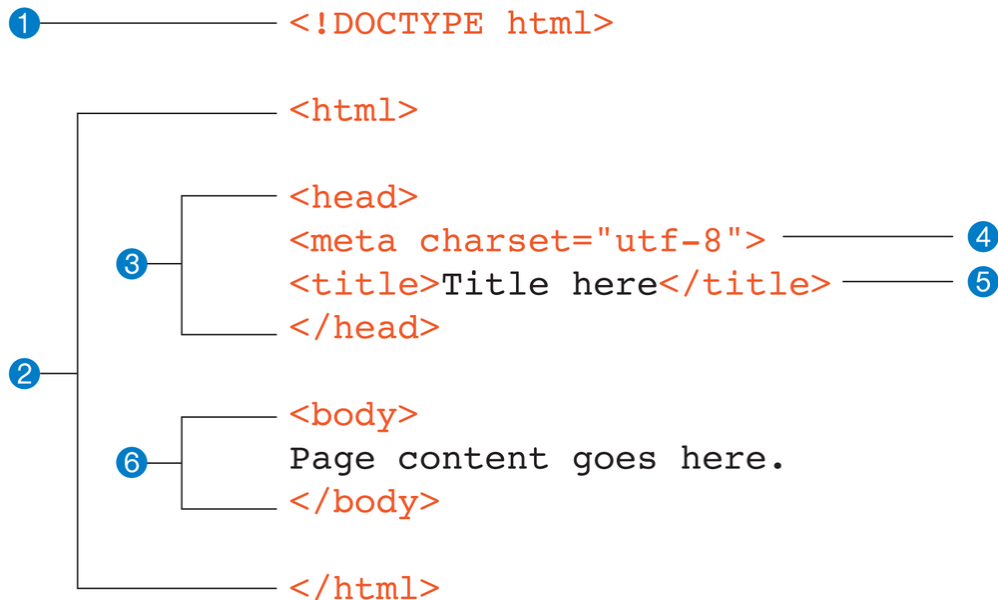 1 <!DOCTYPE html>
<html>
<head>
<meta charset="utf-8"> 4
3
<title>Title here</title> 5
</head>
2
<body>
6 Page content goes here.
</body>
</html>